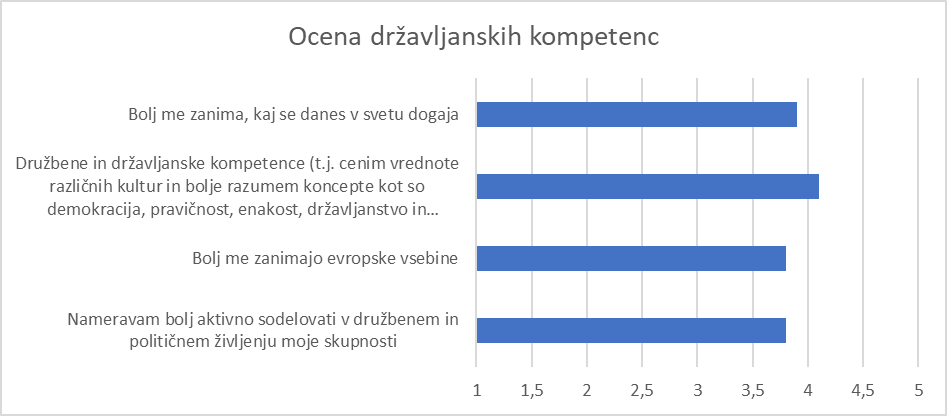 Ocena državljanskih kompetenc
Bolj me zanima, kaj se danes v svetu dogaja
Družbene in državljanske kompetence (t.j. cenim vrednote
različnih kultur in bolje razumem koncepte kot so
demokracija, pravičnost, enakost, državljanstvo in…
Bolj me zanimajo evropske vsebine
Nameravam bolj aktivno sodelovati v družbenem in
političnem življenju moje skupnosti
1 1,5 2 2,5 3 3,5 4 4,5 5